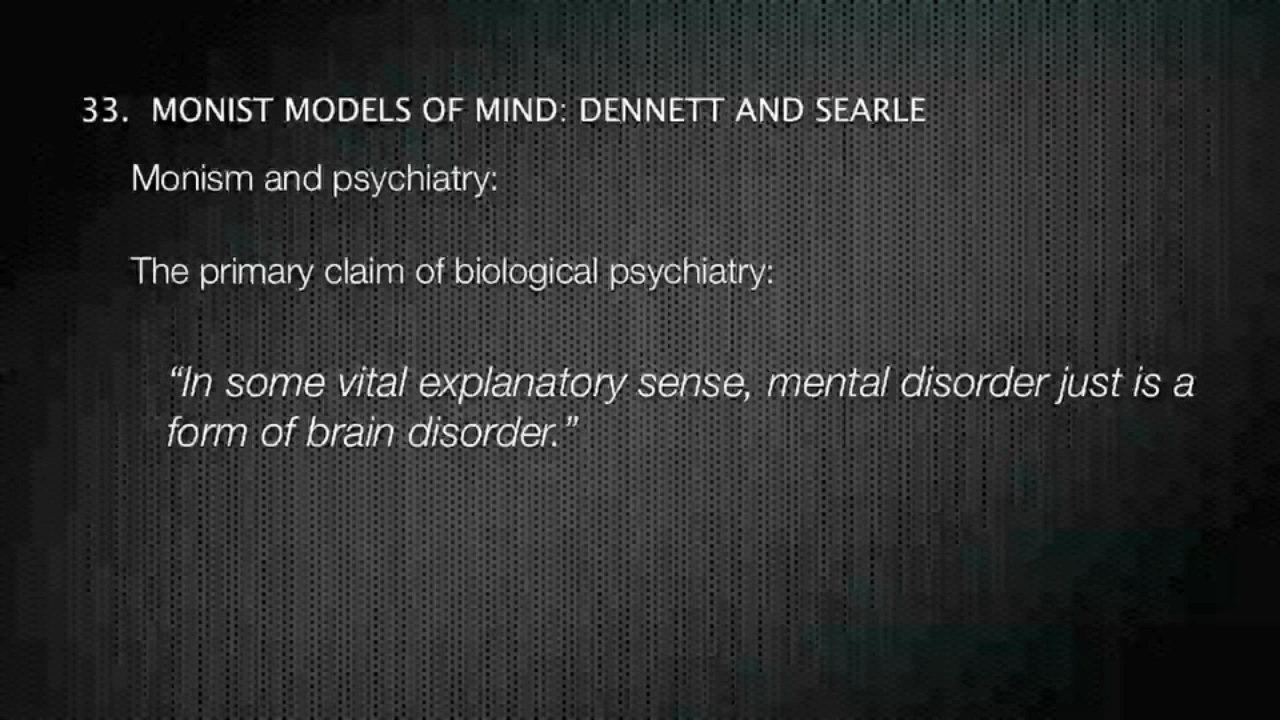 33. MONIST MODELS OF MIND: DENNETT AND SEARLE
Monism and psychiatry:
The primary claim of biological psychiatry:
“In some vital explanatory sense, mental disorder just is a
form of brain disorder.”